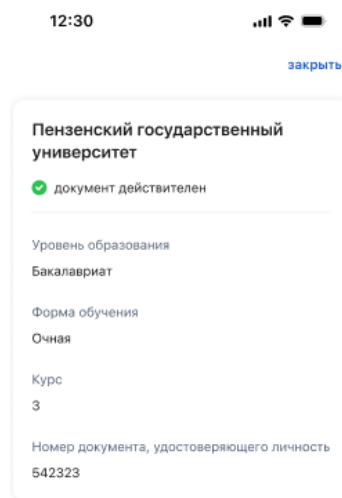 12:30
закрыть
Пензенский государственный
университет
документ действителен
Уровень образования
Бакалавриат
Форма обучения
Очная
Курс
3
Номер документа, удостоверяющего личность
542323